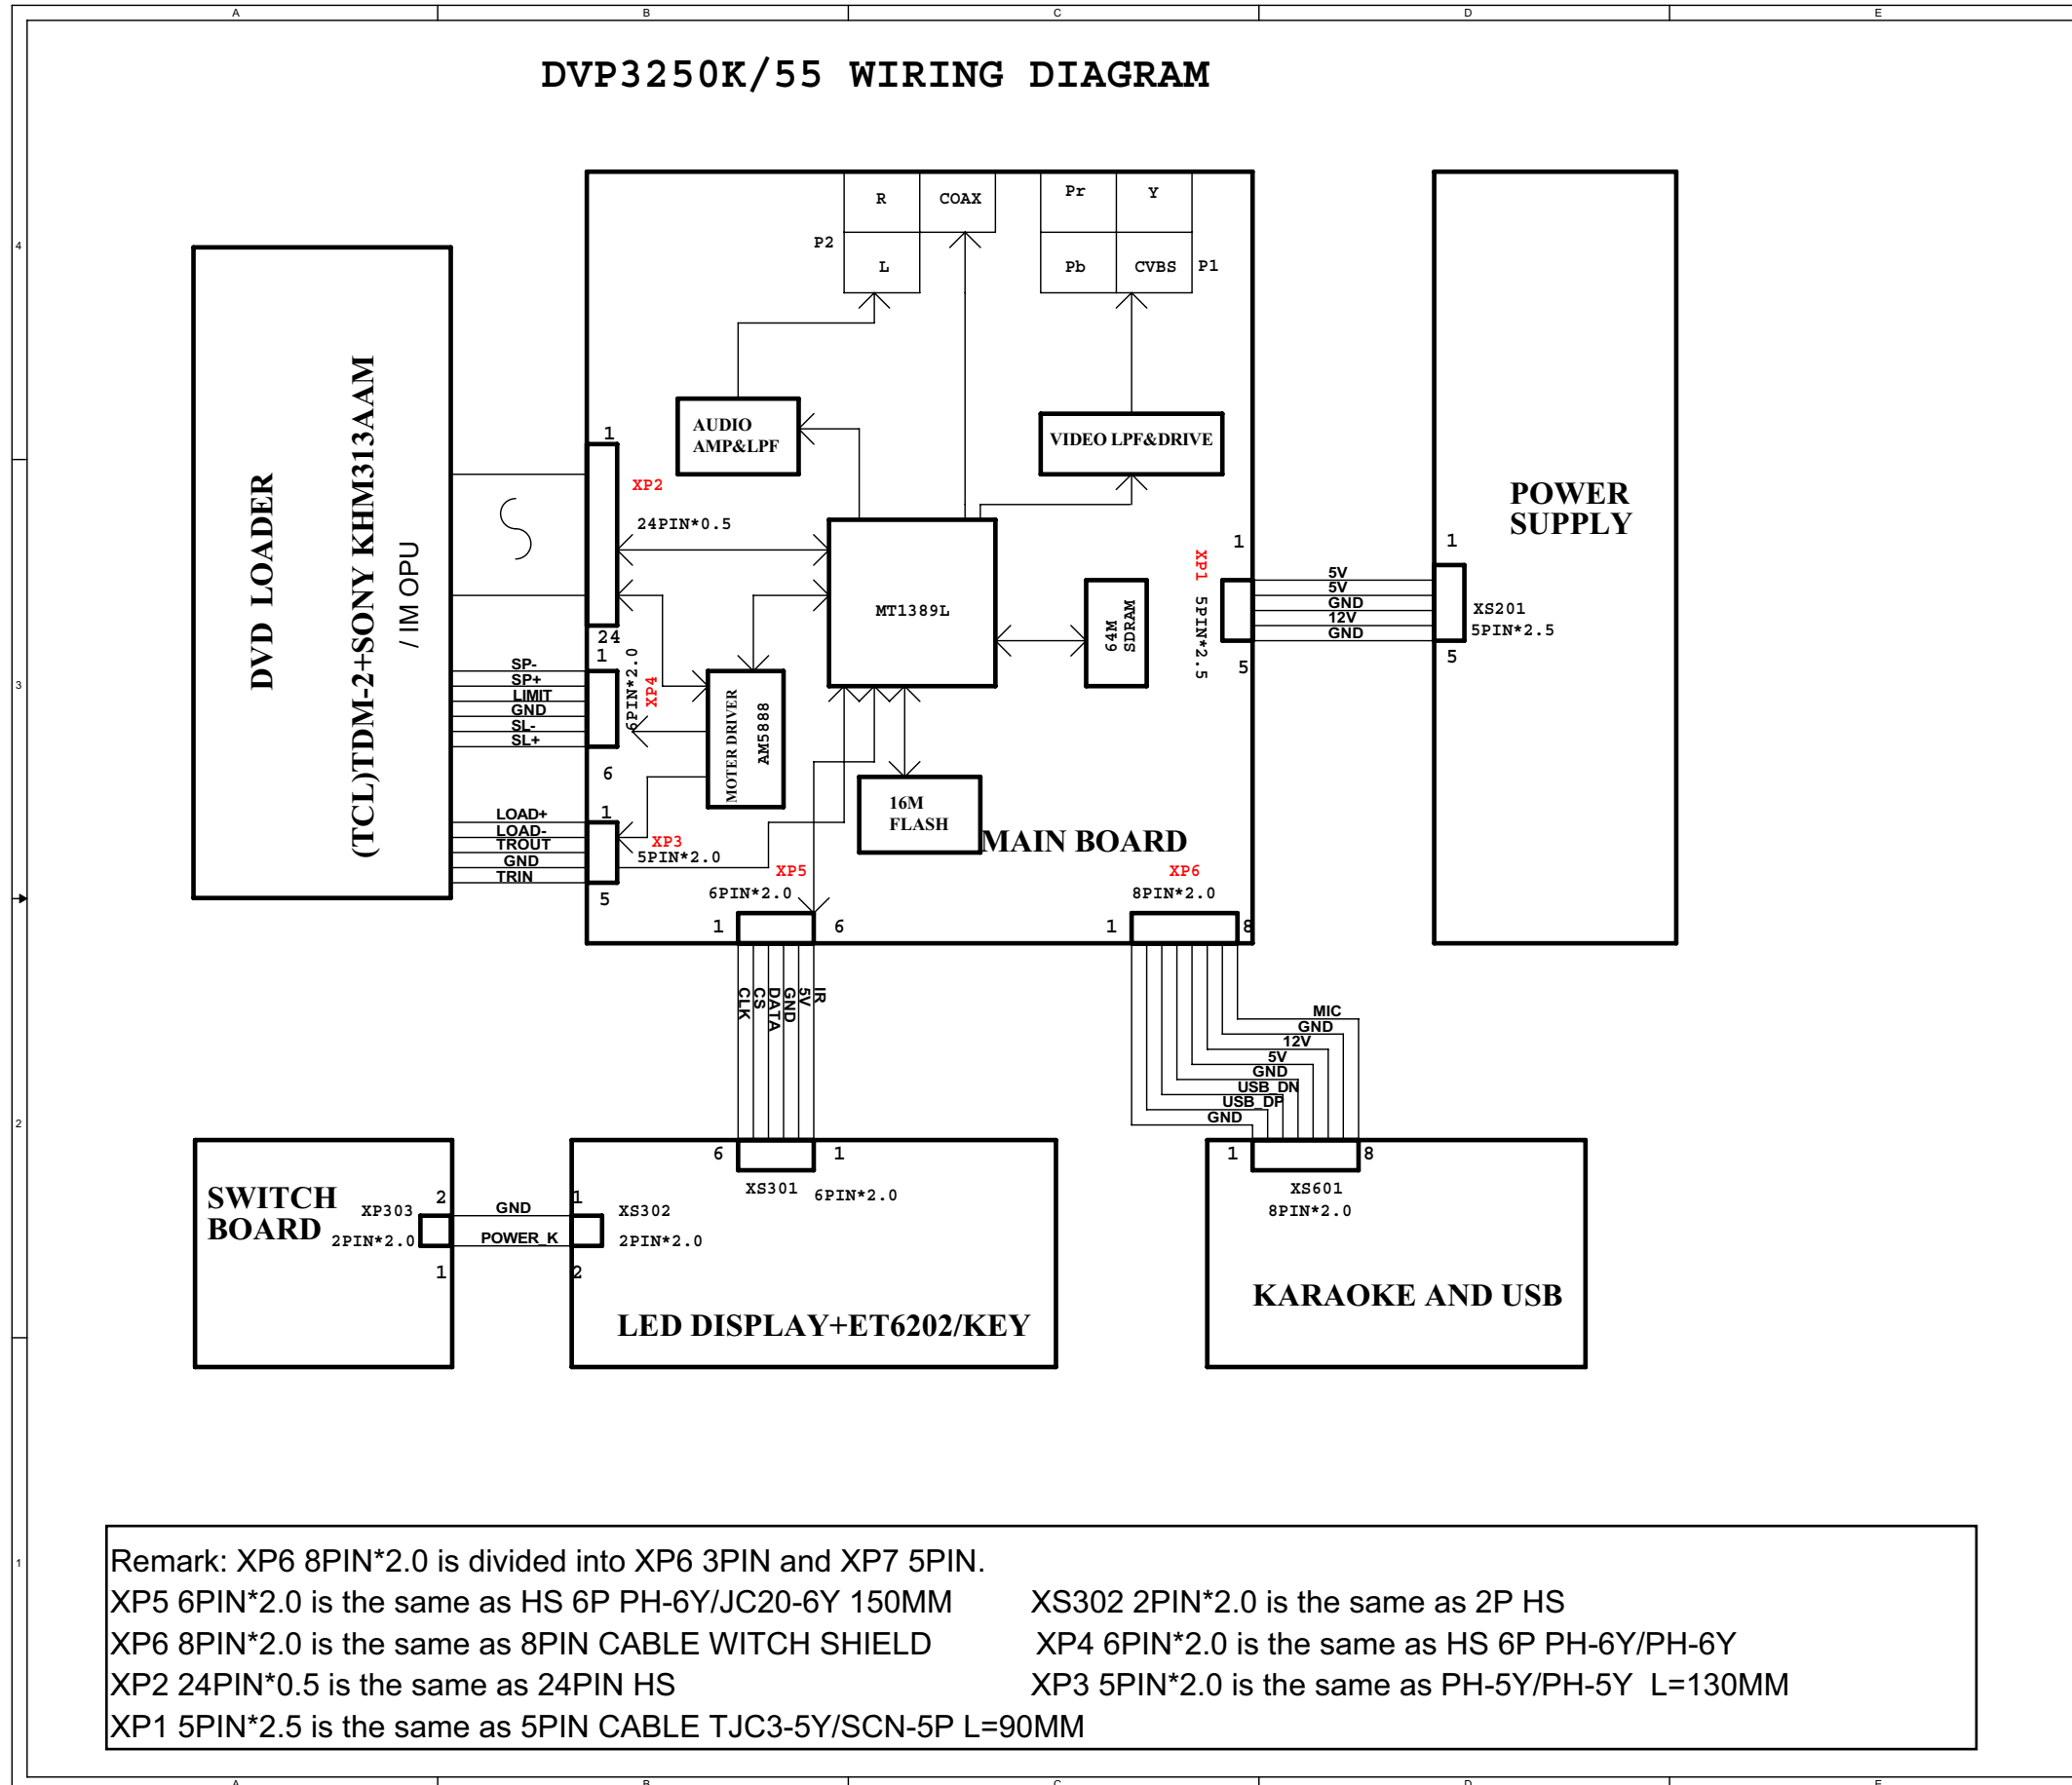 A B C D E
DVP3250K/55 WIRING DIAGRAM
R COAX Pr Y
P2 L Pb CVBS P1
4
DVD LOADER
(TCL)TDM-2+SONY KHM313AAM
/ IM OPU
AUDIO
AMP&LPF
VIDEO LPF&DRIVE
1
XP2
24PIN*0.5
24
MT1389L
64M
SDRAM
1
XP1 5PIN*2.5
5
5V
5V
GND
12V
GND
POWER
SUPPLY
1
XS201
5PIN*2.5
5
3
SP-
SP+
LIMIT
GND
SL-
SL+
1
6PIN*2.0
XP4
6
MOTER DRIVER
AM5888
16M
FLASH
MAIN BOARD
LOAD+
LOAD-
TROUT
GND
TRIN
1
XP3
5PIN*2.0
5
XP5
6PIN*2.0
1 6
XP6
8PIN*2.0
1 8
CLK
CS
DATA
GND
5V
IR
MIC
GND
12V
5V
GND
USB_DN
USB_DP
GND
2
SWITCH
BOARD
XP303
2PIN*2.0
2
1
GND
POWER_K
1
XS302
2PIN*2.0
2
6 1
XS301 6PIN*2.0
LED DISPLAY+ET6202/KEY
1 8
XS601
8PIN*2.0
KARAOKE AND USB
1
Remark: XP6 8PIN*2.0 is divided into XP6 3PIN and XP7 5PIN.
XP5 6PIN*2.0 is the same as HS 6P PH-6Y/JC20-6Y 150MM XS302 2PIN*2.0 is the same as 2P HS
XP6 8PIN*2.0 is the same as 8PIN CABLE WITCH SHIELD XP4 6PIN*2.0 is the same as HS 6P PH-6Y/PH-6Y
XP2 24PIN*0.5 is the same as 24PIN HS XP3 5PIN*2.0 is the same as PH-5Y/PH-5Y L=130MM
XP1 5PIN*2.5 is the same as 5PIN CABLE TJC3-5Y/SCN-5P L=90MM
A B C D E